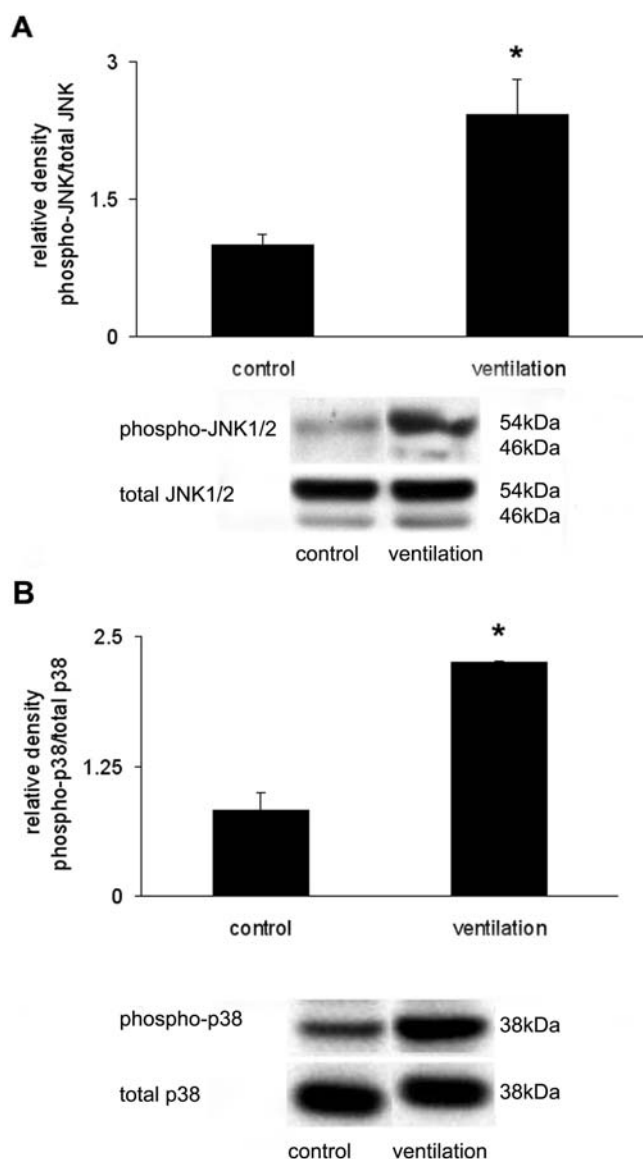 A
relative density
phospho-JNK/total JNK
3
1.5
0
*
control ventilation
phospho-JNK1/2 54kDa
46kDa
total JNK1/2 54kDa
46kDa
control ventilation
B
relative density
phospho-p38/total p38
2.5
1.25
0
*
control ventilation
phospho-p38 38kDa
total p38 38kDa
control ventilation